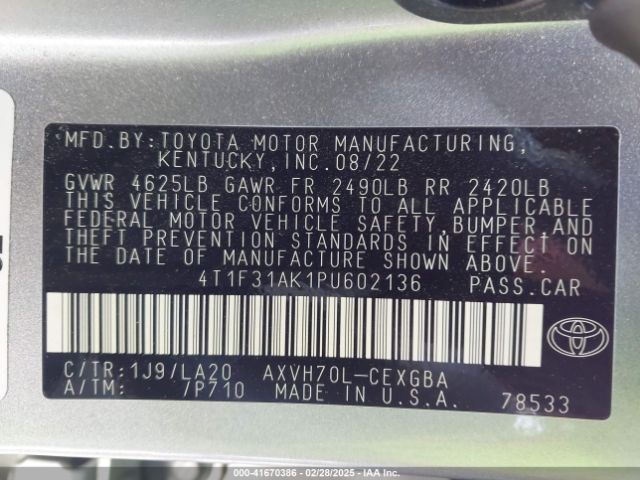 MFD.BY:TOYOTA MOTOR MANUFACTURING,
KENTUCKY,INC.08/22
GVWR 4625LB GAWR FR 2490LB RR 2420LB
THIS VEHICLE CONFORMS TO ALL APPLICABLE
FEDERAL MOTOR VEHICLE SAFETY,BUMPER,AND
THEFT PREVENTION STANDARDS IN EFFECT ON
THE DATE OF MANUFACTURE SHOWN ABOVE.
4T1F31AK1PU602136 PASS.CAR
C/TR:1J9/LA20 AXVH70L-CEXGBA
A/TM: 7P710 MADE IN U.S.A. 78533
TOYOTA
© 41670386 - 02/28/2025 - IAAI.COM